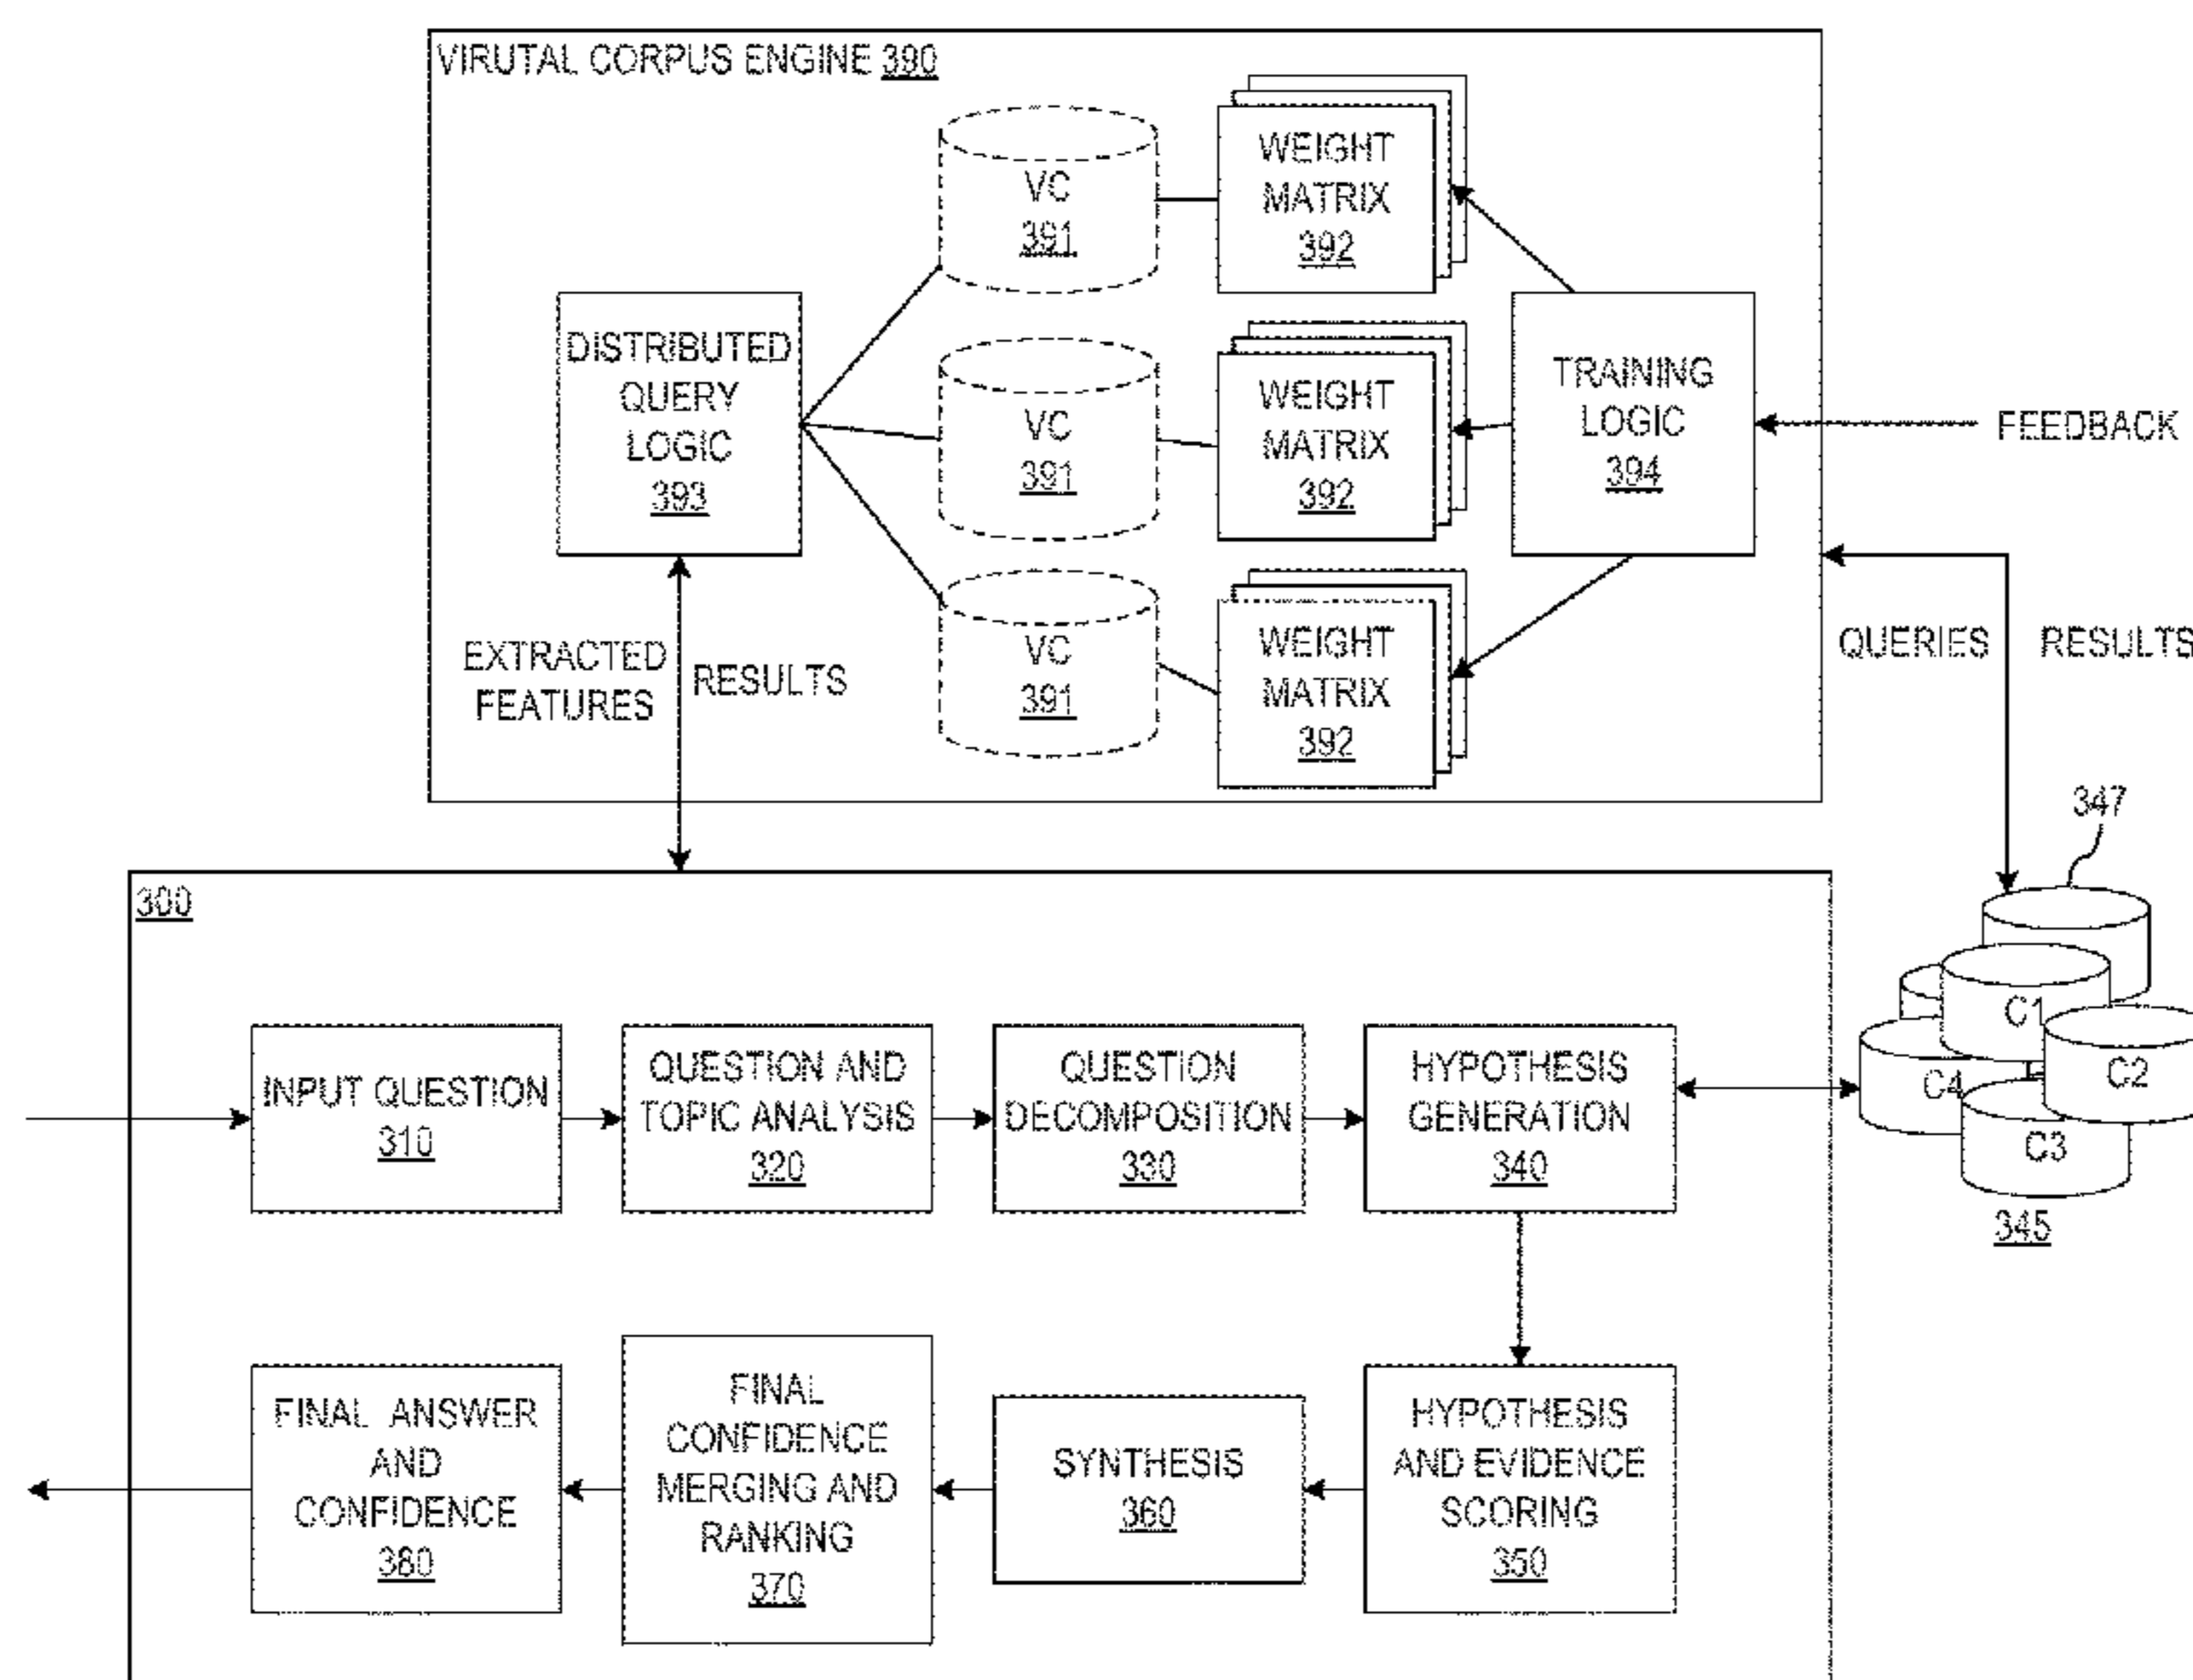 VIRUTAL CORPUS ENGINE 390
VC
391
WEIGHT
MATRIX
392
DISTRIBUTED
QUERY
LOGIC
393
VC
391
WEIGHT
MATRIX
392
TRAINING
LOGIC
394
FEEDBACK
VC
391
WEIGHT
MATRIX
392
EXTRACTED
FEATURES
RESULTS
QUERIES
RESULTS
347
300
C1
C2
C4
C3
345
INPUT QUESTION
310
QUESTION AND
TOPIC ANALYSIS
320
QUESTION
DECOMPOSITION
330
HYPOTHESIS
GENERATION
340
FINAL ANSWER
AND
CONFIDENCE
380
FINAL
CONFIDENCE
MERGING AND
RANKING
370
SYNTHESIS
360
HYPOTHESIS
AND EVIDENCE
SCORING
350